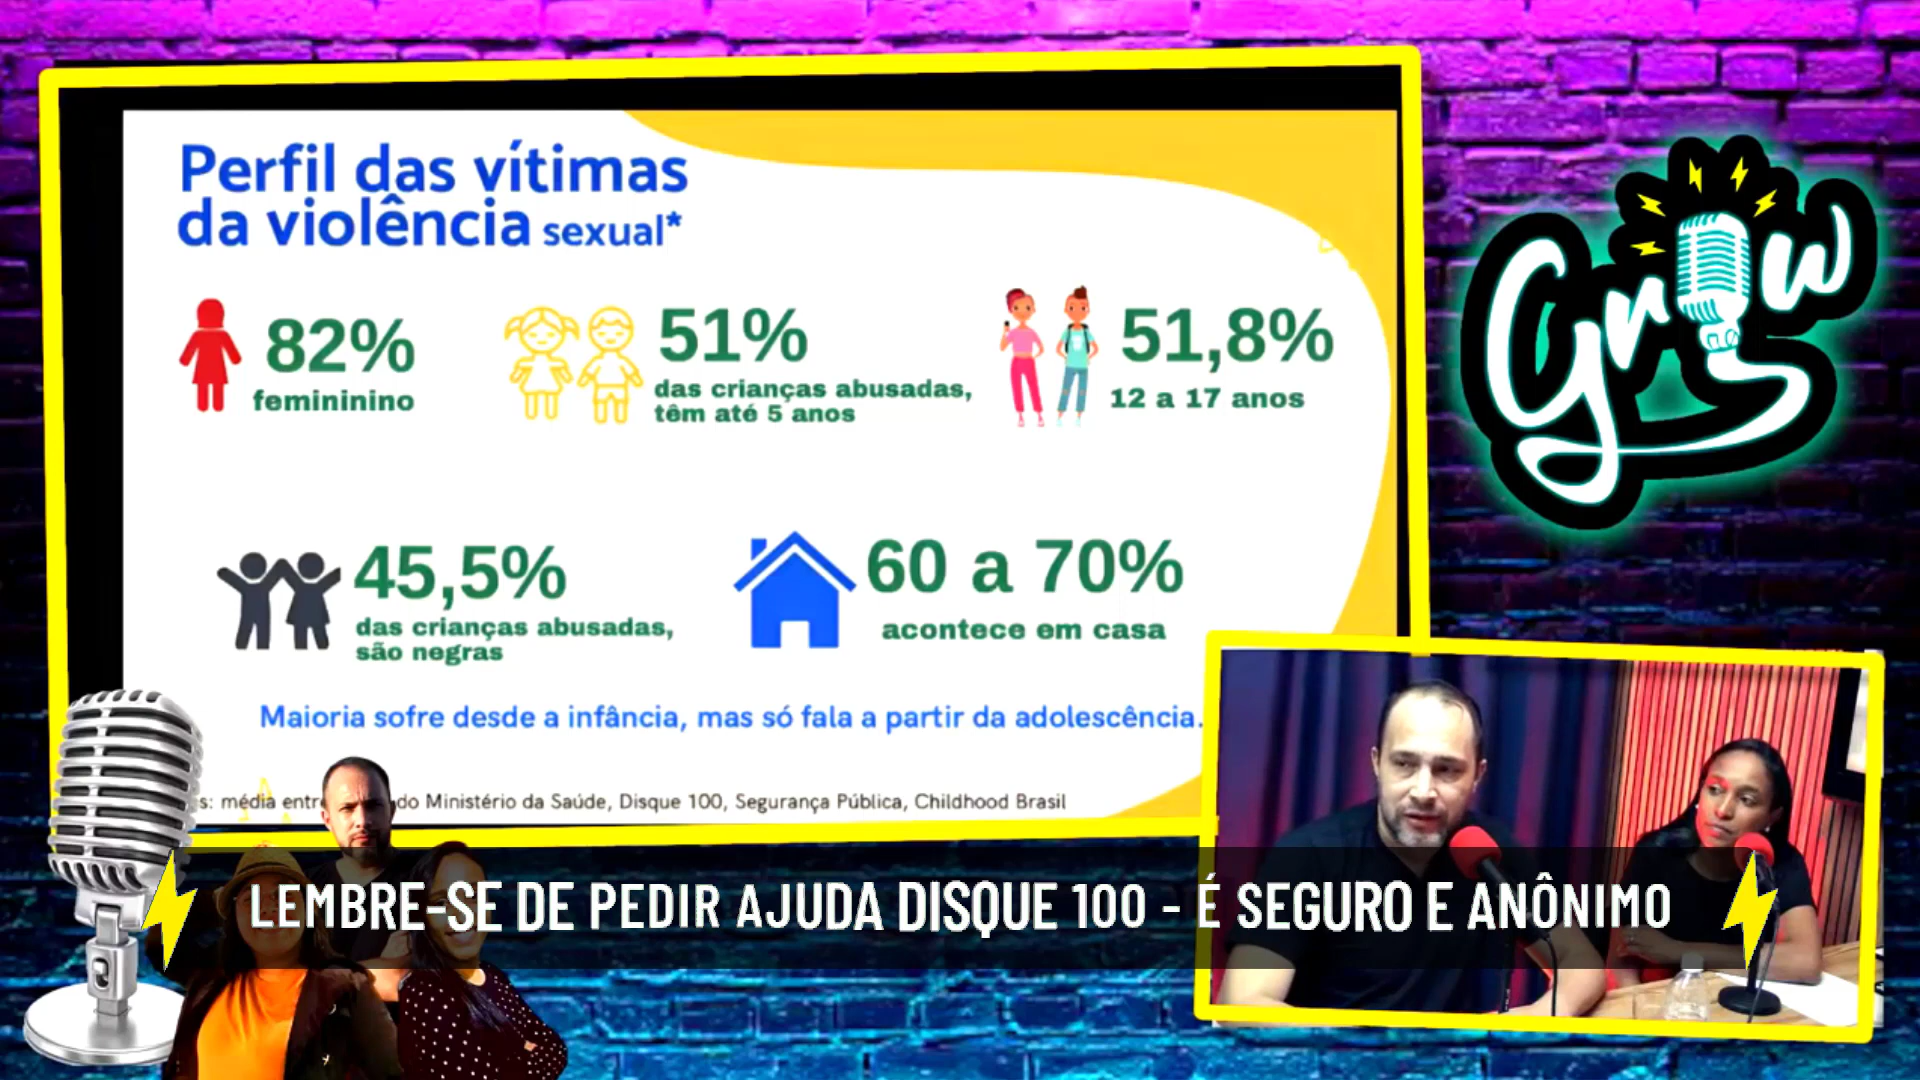 Perfil das vítimas
da violência sexual*
82%
femininino
51%
das crianças abusadas,
têm até 5 anos
51,8%
12 a 17 anos
45,5%
das crianças abusadas,
são negras
60 a 70%
acontece em casa
Maioria sofre desde a infância, mas só fala a partir da adolescência.
média entre do Ministério da Saúde, Disque 100, Segurança Pública, Childhood Brasil
LEMBRE-SE DE PEDIR AJUDA DISQUE 100 - É SEGURO E ANÔNIMO
Grow